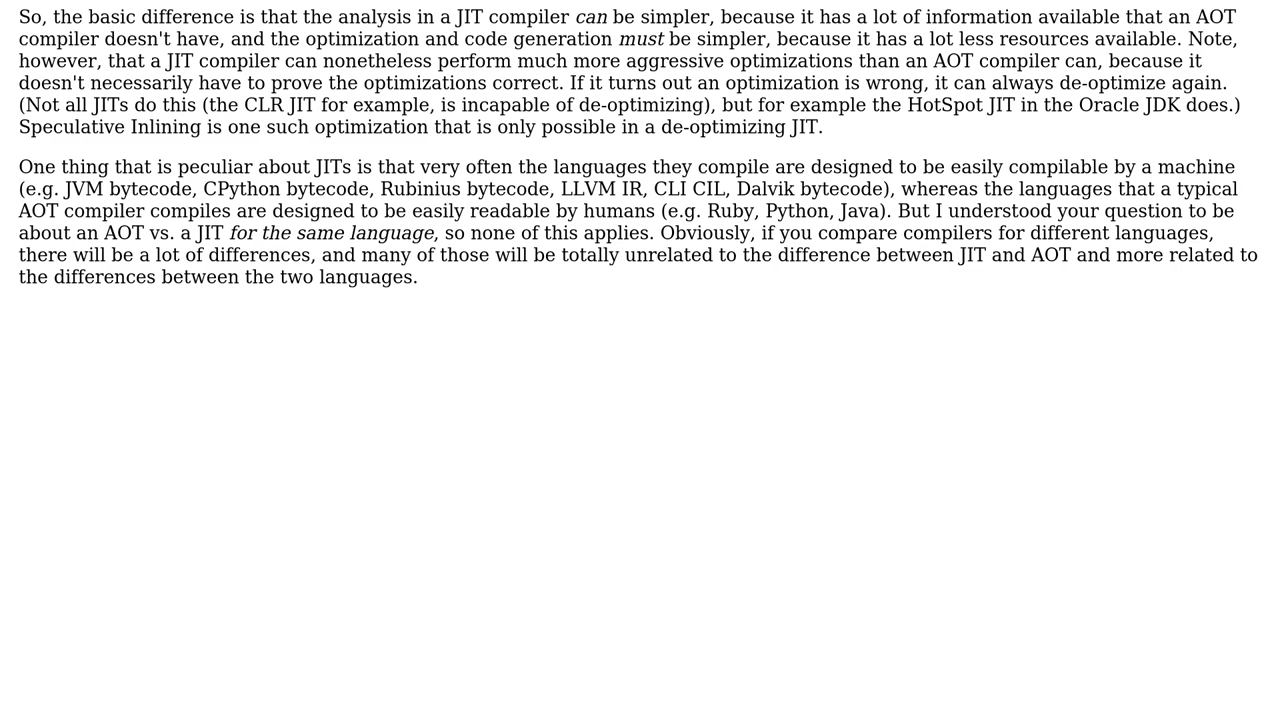 So, the basic difference is that the analysis in a JIT compiler can be simpler, because it has a lot of information available that an AOT
compiler doesn't have, and the optimization and code generation must be simpler, because it has a lot less resources available. Note,
however, that a JIT compiler can nonetheless perform much more aggressive optimizations than an AOT compiler can, because it
doesn't necessarily have to prove the optimizations correct. If it turns out an optimization is wrong, it can always de-optimize again.
(Not all JITs do this (the CLR JIT for example, is incapable of de-optimizing), but for example the HotSpot JIT in the Oracle JDK does.)
Speculative Inlining is one such optimization that is only possible in a de-optimizing JIT.
One thing that is peculiar about JITs is that very often the languages they compile are designed to be easily compilable by a machine
(e.g. JVM bytecode, CPython bytecode, Rubinius bytecode, LLVM IR, CLI CIL, Dalvik bytecode), whereas the languages that a typical
AOT compiler compiles are designed to be easily readable by humans (e.g. Ruby, Python, Java). But I understood your question to be
about an AOT vs. a JIT for the same language, so none of this applies. Obviously, if you compare compilers for different languages,
there will be a lot of differences, and many of those will be totally unrelated to the difference between JIT and AOT and more related to
the differences between the two languages.